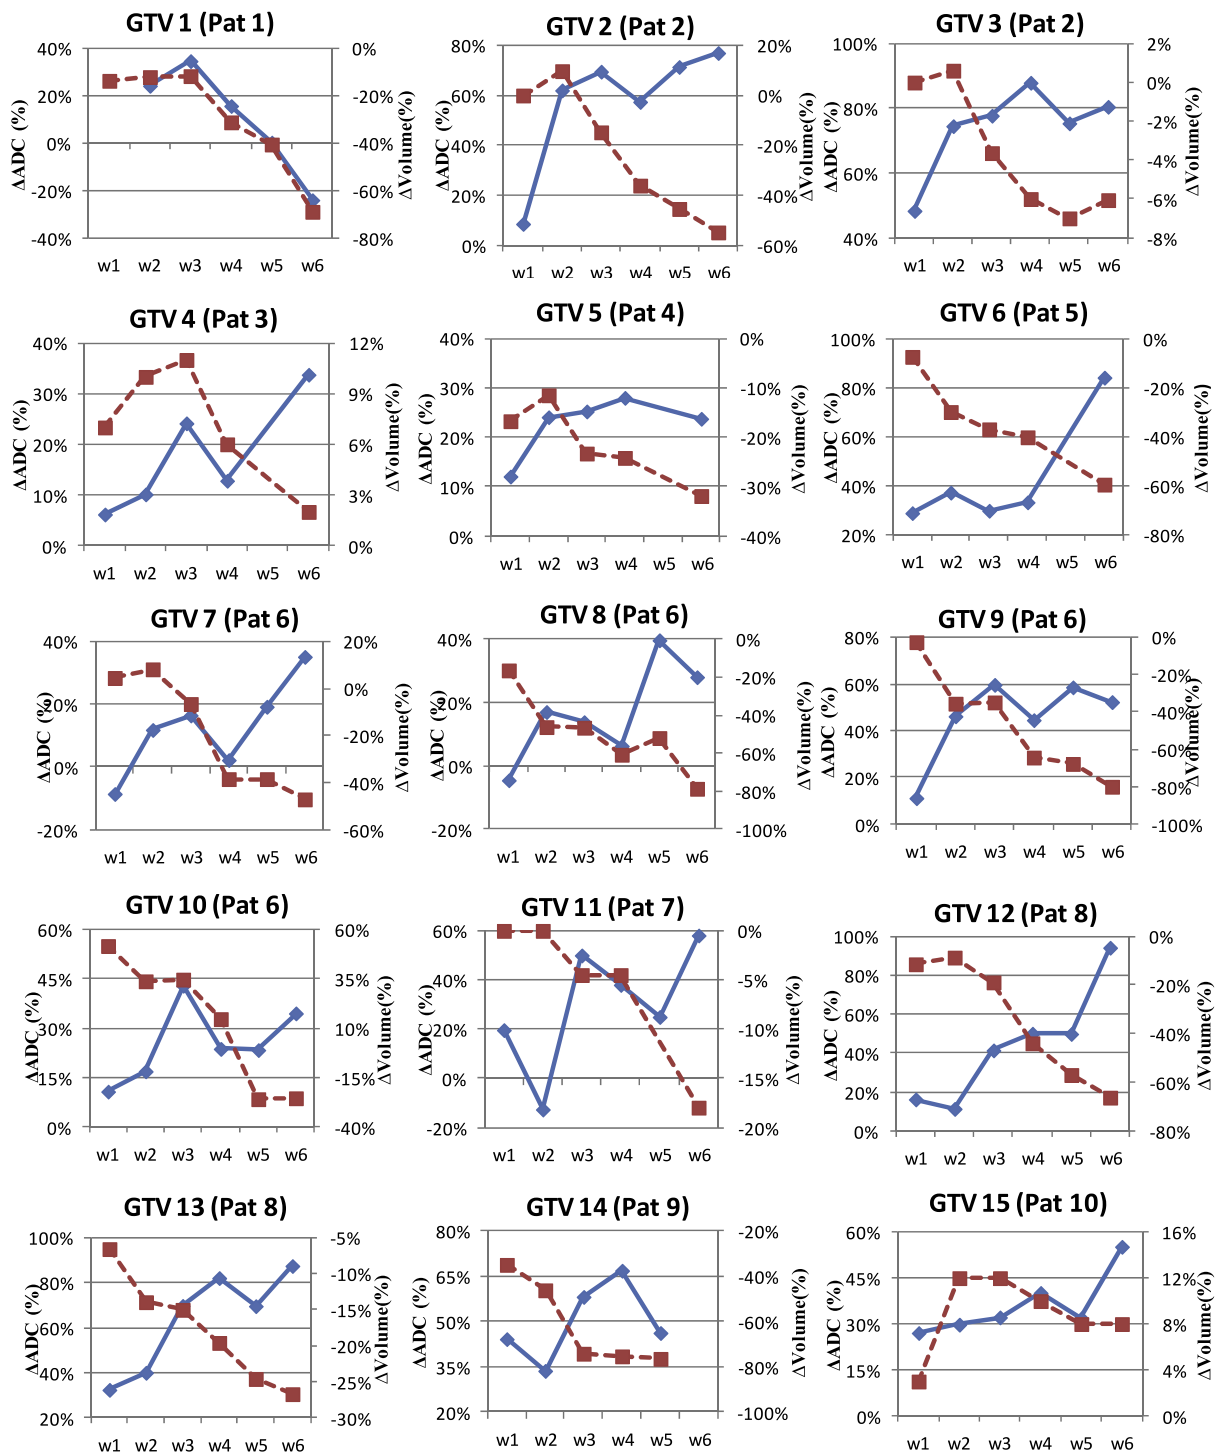 GTV 1 (Pat 1)
40%
20%
0%
-20%
-40%
0%
-20%
-40%
-60%
-80%
ΔADC (%)
ΔVolume(%)
w1 w2 w3 w4 w5 w6
GTV 2 (Pat 2)
80%
60%
40%
20%
0%
20%
0%
-20%
-40%
-60%
ΔADC (%)
ΔVolume(%)
w1 w2 w3 w4 w5 w6
GTV 3 (Pat 2)
100%
80%
60%
40%
2%
0%
-2%
-4%
-6%
-8%
ΔADC (%)
ΔVolume(%)
w1 w2 w3 w4 w5 w6
GTV 4 (Pat 3)
40%
30%
20%
10%
0%
12%
9%
6%
3%
0%
ΔADC (%)
ΔVolume(%)
w1 w2 w3 w4 w5 w6
GTV 5 (Pat 4)
40%
30%
20%
10%
0%
0%
-10%
-20%
-30%
-40%
ΔADC (%)
ΔVolume(%)
w1 w2 w3 w4 w5 w6
GTV 6 (Pat 5)
100%
80%
60%
40%
20%
0%
-20%
-40%
-60%
-80%
ΔADC (%)
ΔVolume(%)
w1 w2 w3 w4 w5 w6
GTV 7 (Pat 6)
40%
20%
0%
-20%
20%
0%
-20%
-40%
-60%
ΔADC (%)
ΔVolume(%)
w1 w2 w3 w4 w5 w6
GTV 8 (Pat 6)
40%
20%
0%
-20%
0%
-20%
-40%
-60%
-80%
-100%
ΔADC (%)
ΔVolume(%)
w1 w2 w3 w4 w5 w6
GTV 9 (Pat 6)
80%
60%
40%
20%
0%
0%
-20%
-40%
-60%
-80%
-100%
ΔADC (%)
ΔVolume(%)
w1 w2 w3 w4 w5 w6
GTV 10 (Pat 6)
60%
45%
30%
15%
0%
60%
35%
10%
-15%
-40%
ΔADC (%)
ΔVolume(%)
w1 w2 w3 w4 w5 w6
GTV 11 (Pat 7)
60%
40%
20%
0%
-20%
0%
-5%
-10%
-15%
-20%
ΔADC (%)
ΔVolume(%)
w1 w2 w3 w4 w5 w6
GTV 12 (Pat 8)
100%
80%
60%
40%
20%
0%
0%
-20%
-40%
-60%
-80%
ΔADC (%)
ΔVolume(%)
w1 w2 w3 w4 w5 w6
GTV 13 (Pat 8)
100%
80%
60%
40%
20%
-5%
-10%
-15%
-20%
-25%
-30%
ΔADC (%)
ΔVolume(%)
w1 w2 w3 w4 w5 w6
GTV 14 (Pat 9)
80%
65%
50%
35%
20%
-20%
-40%
-60%
-80%
-100%
ΔADC (%)
ΔVolume(%)
w1 w2 w3 w4 w5 w6
GTV 15 (Pat 10)
60%
45%
30%
15%
0%
16%
12%
8%
4%
0%
ΔADC (%)
ΔVolume(%)
w1 w2 w3 w4 w5 w6